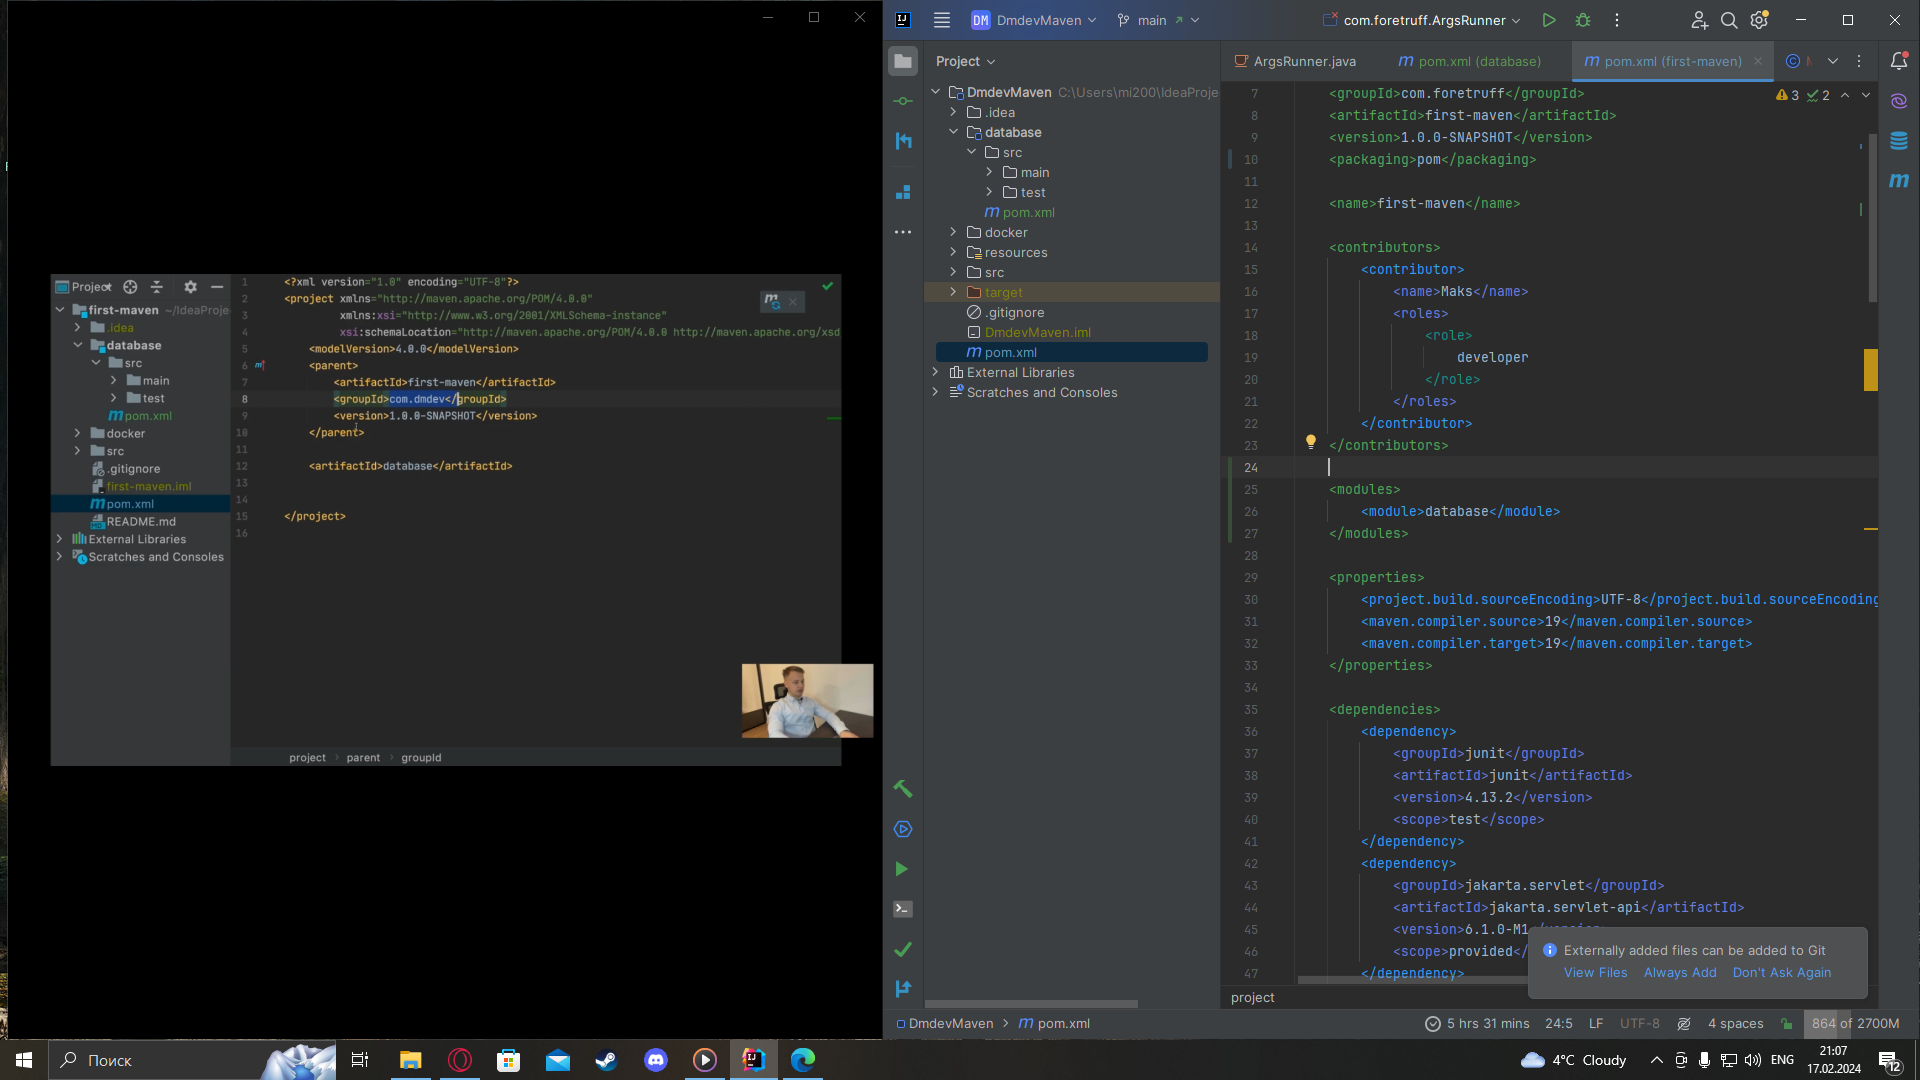 Project
first-maven ~/IdeaProje
.idea
database
src
main
test
pom.xml
docker
src
.gitignore
first-maven.iml
pom.xml
README.md
External Libraries
Scratches and Consoles
1 <?xml version="1.0" encoding="UTF-8"?>
2 <project xmlns="http://maven.apache.org/POM/4.0.0"
3 xmlns:xsi="http://www.w3.org/2001/XMLSchema-instance"
4 xsi:schemaLocation="http://maven.apache.org/POM/4.0.0 http://maven.apache.org/xsd
5 <modelVersion>4.0.0</modelVersion>
6 <parent>
7 <artifactId>first-maven</artifactId>
8 <groupId>com.dmdev</groupId>
9 <version>1.0.0-SNAPSHOT</version>
10 </parent>
11
12 <artifactId>database</artifactId>
13
14
15 </project>
16
project > parent > groupId
DM DmdevMaven
main
com.foretruff.ArgsRunner
Project
DmdevMaven C:\Users\mi200\IdeaProje
.idea
database
src
main
test
pom.xml
docker
resources
src
target
.gitignore
DmdevMaven.iml
pom.xml
External Libraries
Scratches and Consoles
ArgsRunner.java
pom.xml (database)
pom.xml (first-maven)
3 2
7 <groupId>com.foretruff</groupId>
8 <artifactId>first-maven</artifactId>
9 <version>1.0.0-SNAPSHOT</version>
10 <packaging>pom</packaging>
11
12 <name>first-maven</name>
13
14 <contributors>
15 <contributor>
16 <name>Maks</name>
17 <roles>
18 <role>
19 developer
20 </role>
21 </roles>
22 </contributor>
23 </contributors>
24
25 <modules>
26 <module>database</module>
27 </modules>
28
29 <properties>
30 <project.build.sourceEncoding>UTF-8</project.build.sourceEncoding
31 <maven.compiler.source>19</maven.compiler.source>
32 <maven.compiler.target>19</maven.compiler.target>
33 </properties>
34
35 <dependencies>
36 <dependency>
37 <groupId>junit</groupId>
38 <artifactId>junit</artifactId>
39 <version>4.13.2</version>
40 <scope>test</scope>
41 </dependency>
42 <dependency>
43 <groupId>jakarta.servlet</groupId>
44 <artifactId>jakarta.servlet-api</artifactId>
45 <version>6.1.0-M1
46 <scope>provided</
47 </dependency>
Externally added files can be added to Git
View Files Always Add Don't Ask Again
project
DmdevMaven > pom.xml
5 hrs 31 mins 24:5 LF UTF-8 4 spaces 864 of 2700M
Поиск
4°C Cloudy
ENG
21:07
17.02.2024
12